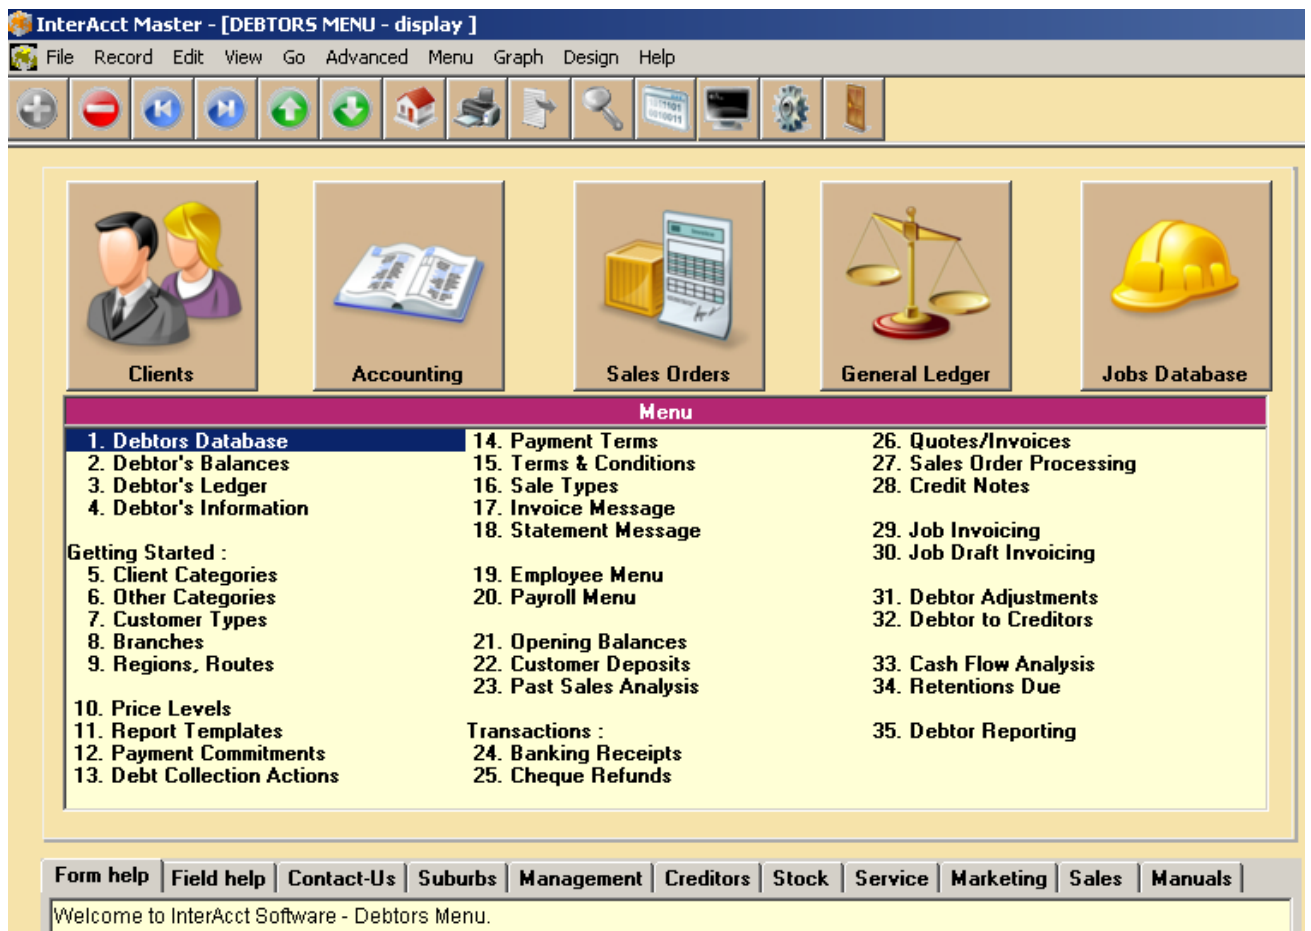 InterAcct Master - [DEBTORS MENU - display ]
File Record Edit View Go Advanced Menu Graph Design Help
Clients Accounting Sales Orders General Ledger Jobs Database
Menu
1. Debtors Database
2. Debtor's Balances
3. Debtor's Ledger
4. Debtor's Information
Getting Started :
5. Client Categories
6. Other Categories
7. Customer Types
8. Branches
9. Regions, Routes
10. Price Levels
11. Report Templates
12. Payment Commitments
13. Debt Collection Actions
14. Payment Terms
15. Terms & Conditions
16. Sale Types
17. Invoice Message
18. Statement Message
19. Employee Menu
20. Payroll Menu
21. Opening Balances
22. Customer Deposits
23. Past Sales Analysis
Transactions :
24. Banking Receipts
25. Cheque Refunds
26. Quotes/Invoices
27. Sales Order Processing
28. Credit Notes
29. Job Invoicing
30. Job Draft Invoicing
31. Debtor Adjustments
32. Debtor to Creditors
33. Cash Flow Analysis
34. Retentions Due
35. Debtor Reporting
Form help Field help Contact-Us Suburbs Management Creditors Stock Service Marketing Sales Manuals
Welcome to InterAcct Software - Debtors Menu.